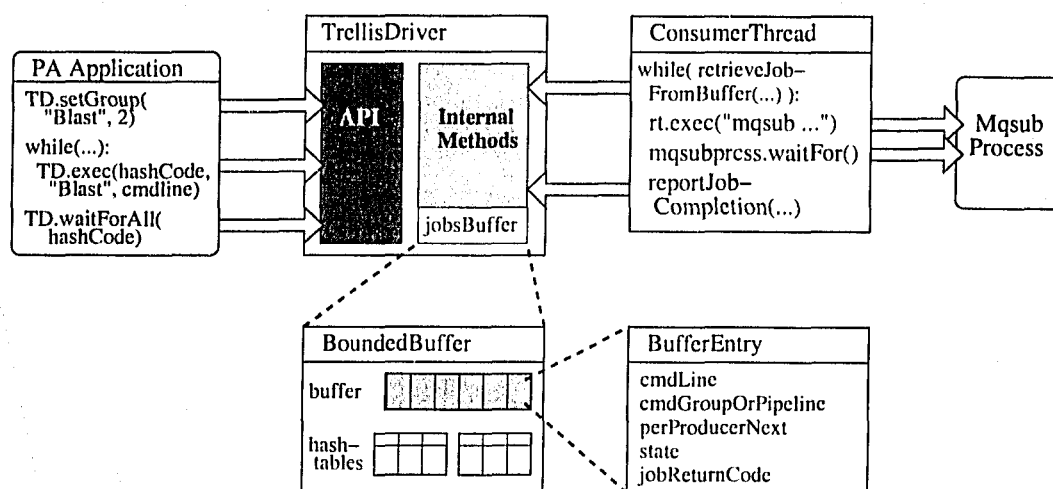 PA Application
TD.setGroup(
"Blast", 2)
while(...):
TD.exec(hashCode,
"Blast", cmdline)
TD.waitForAll(
hashCode)
TrellisDriver
API
Internal
Methods
jobsBuffer
ConsumerThread
while( retrieveJob-
FromBuffer(...) ):
rt.exec("mqsub ...")
mqsubprcss.waitFor()
reportJob-
Completion(...)
Mqsub
Process
BoundedBuffer
buffer
hash-
tables
BufferEntry
cmdLine
cmdGroupOrPipeline
perProducerNext
state
jobReturnCode